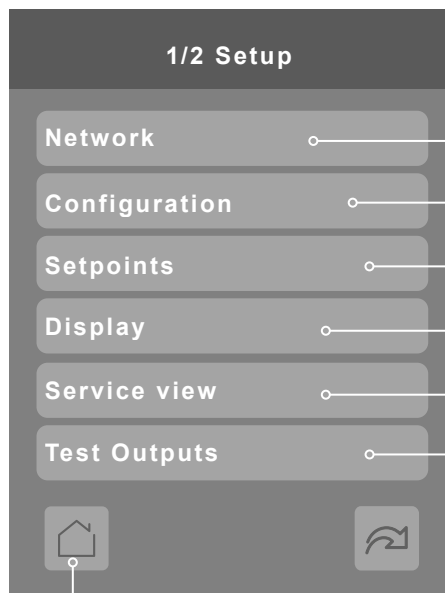 1/2 Setup
Network
Configuration
Setpoints
Display
Service view
Test Outputs